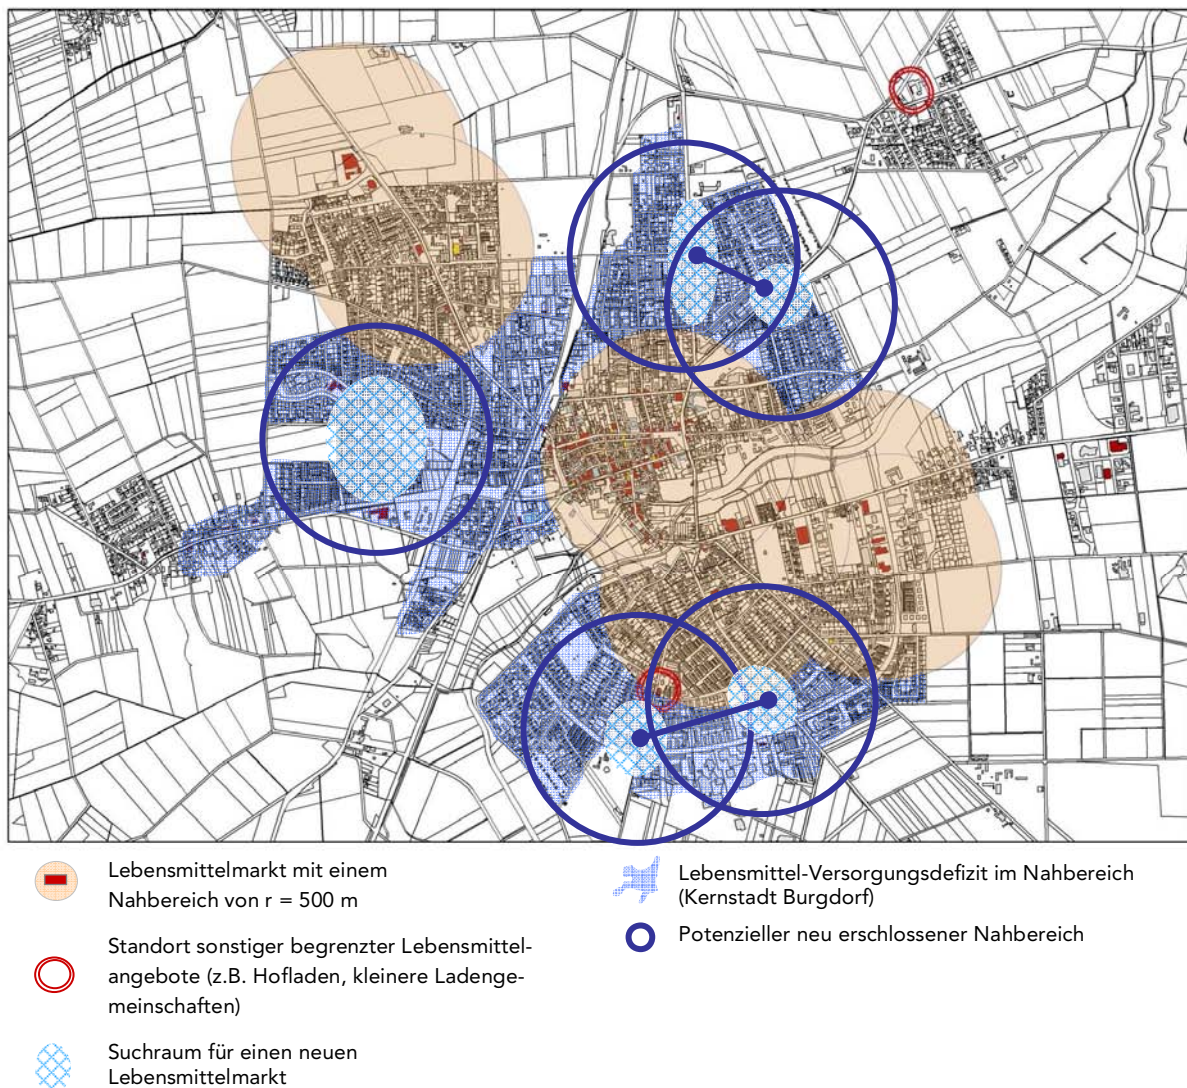 Lebensmittelmarkt mit einem
Nahbereich von r = 500 m
Standort sonstiger begrenzter Lebensmittel-
angebote (z.B. Hofladen, kleinere Ladenge-
meinschaften)
Suchraum für einen neuen
Lebensmittelmarkt
Lebensmittel-Versorgungsdefizit im Nahbereich
(Kernstadt Burgdorf)
Potenzieller neu erschlossener Nahbereich